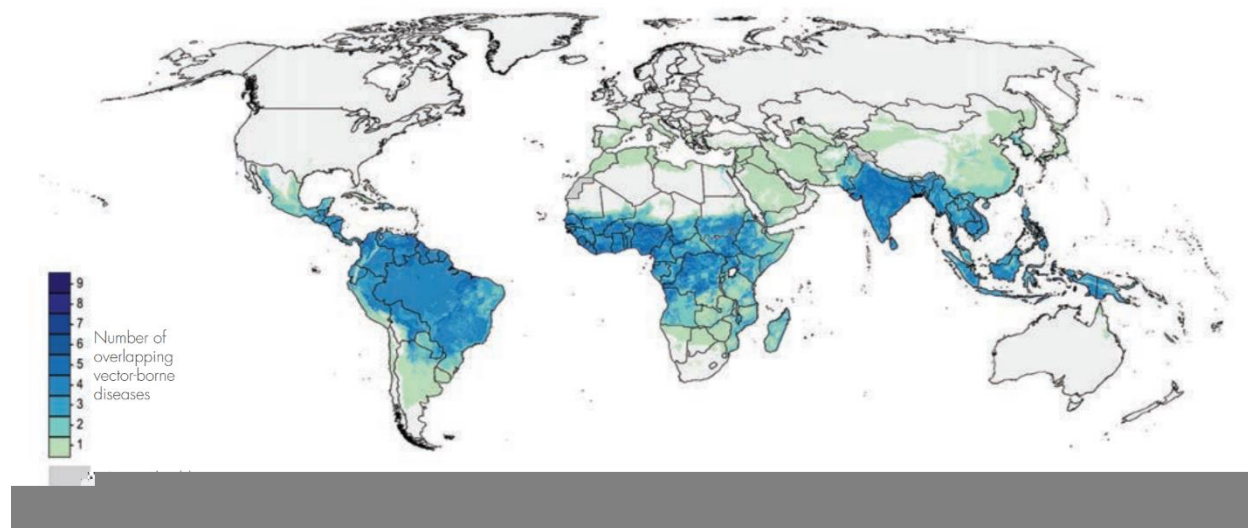 9
8
7
6
5
4
3
2
1
Number of
overlapping
vector-borne
diseases